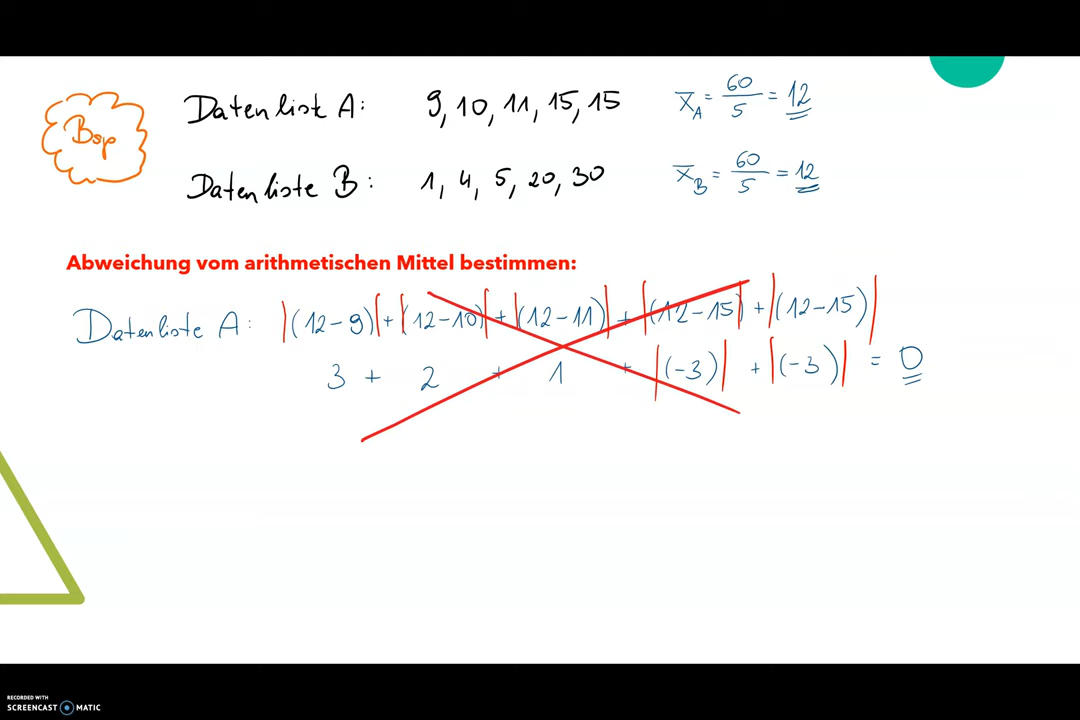 Bsp
Datenlist A: 9, 10, 11, 15, 15 x̄_A = 60/5 = 12
Datenliste B: 1, 4, 5, 20, 30 x̄_B = 60/5 = 12
Abweichung vom arithmetischen Mittel bestimmen:
Datenliste A: |(12-9)| + |(12-10)| + |(12-11)| + |(12-15)| + |(12-15)|
3 + 2 + 1 + |(-3)| + |(-3)| = 0
RECORDED WITH
SCREENCAST MATIC